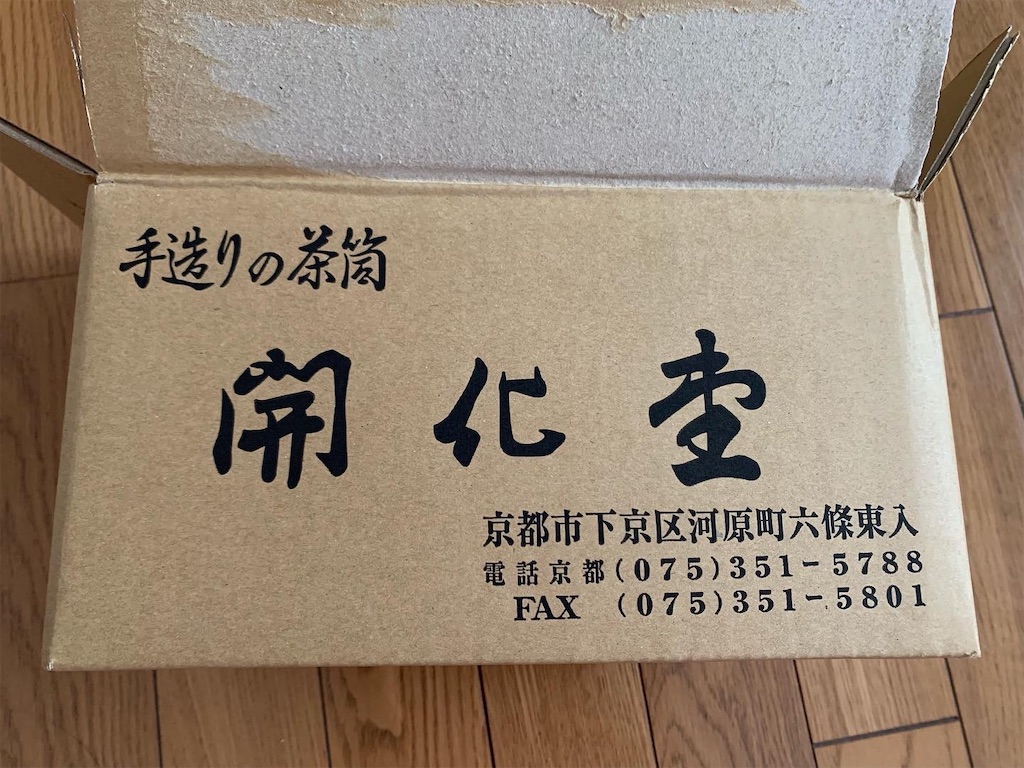 手造りの茶筒
開化堂
京都市下京区河原町六條東入
電話京都(075)351-5788
FAX (075)351-5801